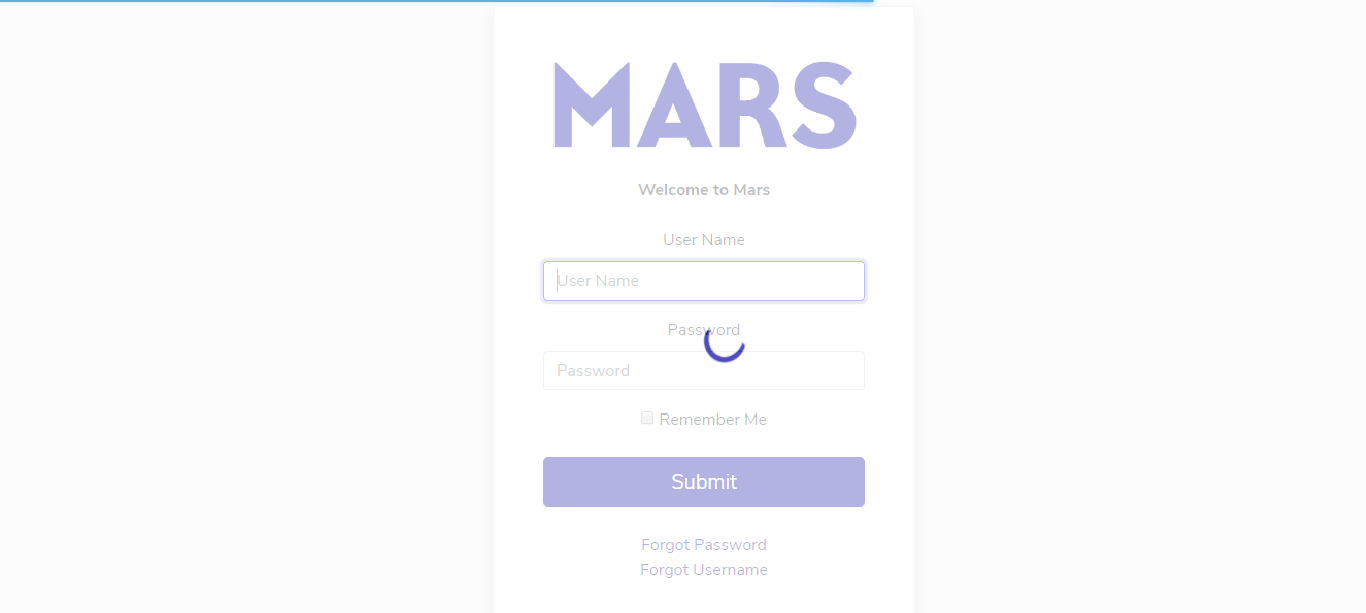 MARS
Welcome to Mars
User Name
User Name
Password
Password
Remember Me
Submit
Forgot Password
Forgot Username